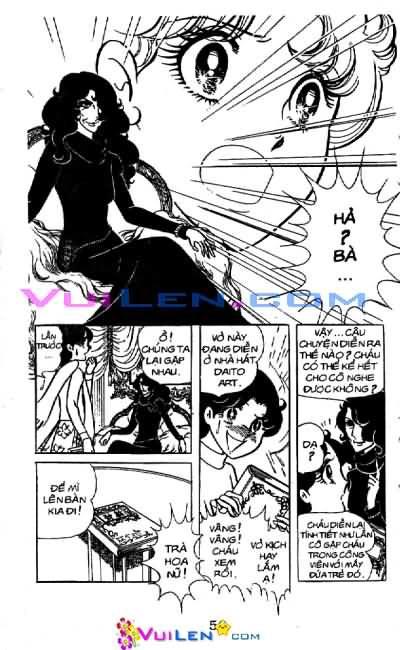 HẢ
?
BÀ
...
VUILEN.COM
LẦN
TRƯỚC
Ồ!
CHÚNG TA
LẠI GẶP
NHAU.
VỞ NÀY
ĐANG DIỄN
Ở NHÀ HÁT
DAITO
ART.
VẬY...CÂU
CHUYỆN DIỄN RA
THẾ NÀO? CHÁU
CÓ THỂ KỂ HẾT
CHO CÔ NGHE
ĐƯỢC KHÔNG?
DẠ
?
ĐỂ MÌ
LÊN BÀN
KIA ĐI!
TRÀ
HOA
NỮ!
VÂNG!
VÂNG!
CHÁU
XEM
RỒI.
VỞ KỊCH
HAY
LẮM
Ạ!
CHÁU DIỄN LẠI
TÌNH TIẾT NHƯ LẦN
CÔ GẶP CHÁU
TRONG CÔNG
VIÊN VỚI MẤY
ĐỨA TRẺ ĐÓ.
5
VUILEN.COM